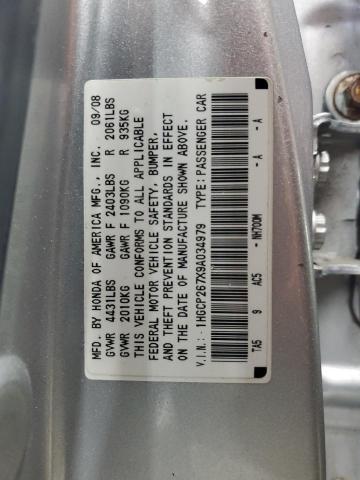 MFD. BY HONDA OF AMERICA MFG., INC. 09/08
GVWR 4431LBS GAWR F 2403LBS R 2061LBS
GVWR 2010KG GAWR F 1090KG R 935KG
THIS VEHICLE CONFORMS TO ALL APPLICABLE
FEDERAL MOTOR VEHICLE SAFETY, BUMPER,
AND THEFT PREVENTION STANDARDS IN EFFECT
ON THE DATE OF MANUFACTURE SHOWN ABOVE.
V.I.N.: 1HGCP267X9A034979 TYPE: PASSENGER CAR
TA5 9 AC5 - NH700M - A - A